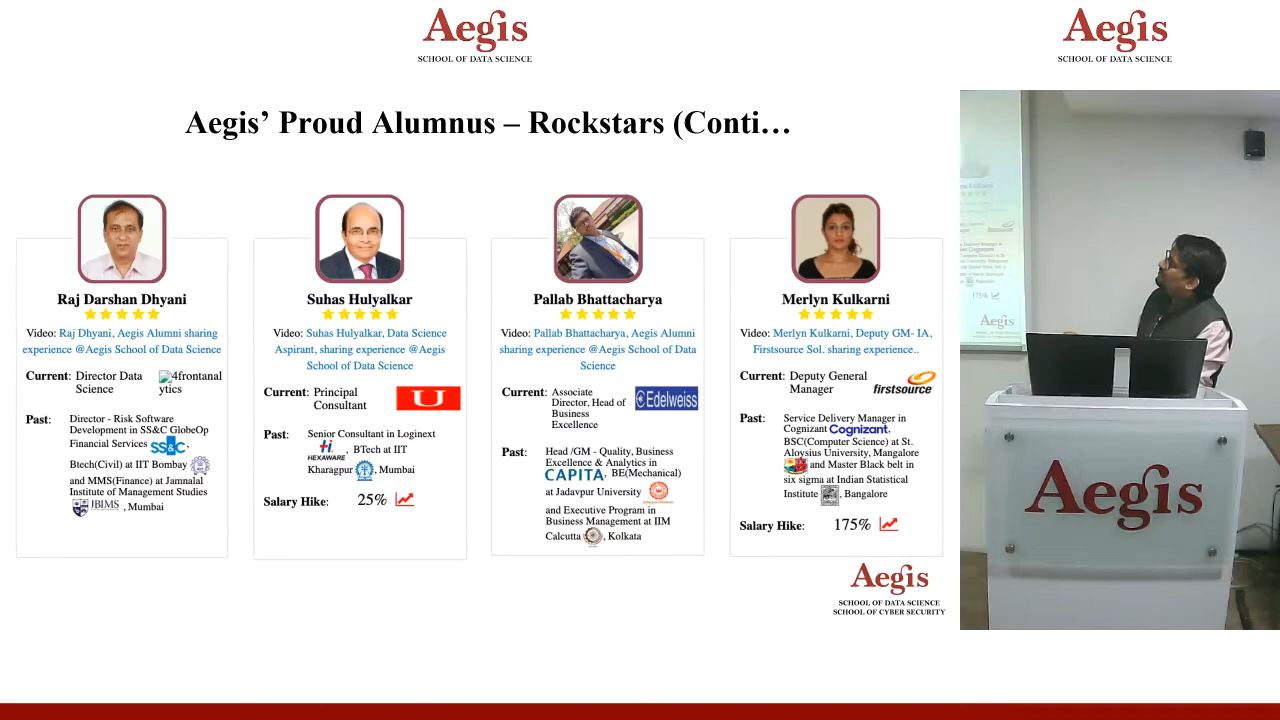 Aegis
SCHOOL OF DATA SCIENCE
Aegis
SCHOOL OF DATA SCIENCE
Aegis’ Proud Alumnus – Rockstars (Conti…
Raj Darshan Dhyani
Video: Raj Dhyani, Aegis Alumni sharing
experience @Aegis School of Data Science
Current: Director Data
Science
4frontanal
ytics
Past: Director - Risk Software
Development in SS&C GlobeOp
Financial Services SS&C,
Btech(Civil) at IIT Bombay
and MMS(Finance) at Jamnalal
Institute of Management Studies
JBIMS , Mumbai
Suhas Hulyalkar
Video: Suhas Hulyalkar, Data Science
Aspirant, sharing experience @Aegis
School of Data Science
Current: Principal
Consultant
U
Past: Senior Consultant in Loginext
Hi HEXAWARE, BTech at IIT
Kharagpur , Mumbai
Salary Hike: 25%
Pallab Bhattacharya
Video: Pallab Bhattacharya, Aegis Alumni
sharing experience @Aegis School of Data
Science
Current: Associate
Director, Head of
Business
Excellence
Edelweiss
Past: Head /GM - Quality, Business
Excellence & Analytics in
CAPITA, BE(Mechanical)
at Jadavpur University
and Executive Program in
Business Management at IIM
Calcutta , Kolkata
Merlyn Kulkarni
Video: Merlyn Kulkarni, Deputy GM- IA,
Firstsource Sol. sharing experience..
Current: Deputy General
Manager
firstsource
Past: Service Delivery Manager in
Cognizant Cognizant,
BSC(Computer Science) at St.
Aloysius University, Mangalore
and Master Black belt in
six sigma at Indian Statistical
Institute , Bangalore
Salary Hike: 175%
Aegis
SCHOOL OF DATA SCIENCE
SCHOOL OF CYBER SECURITY
175%
Aegis
Aegis